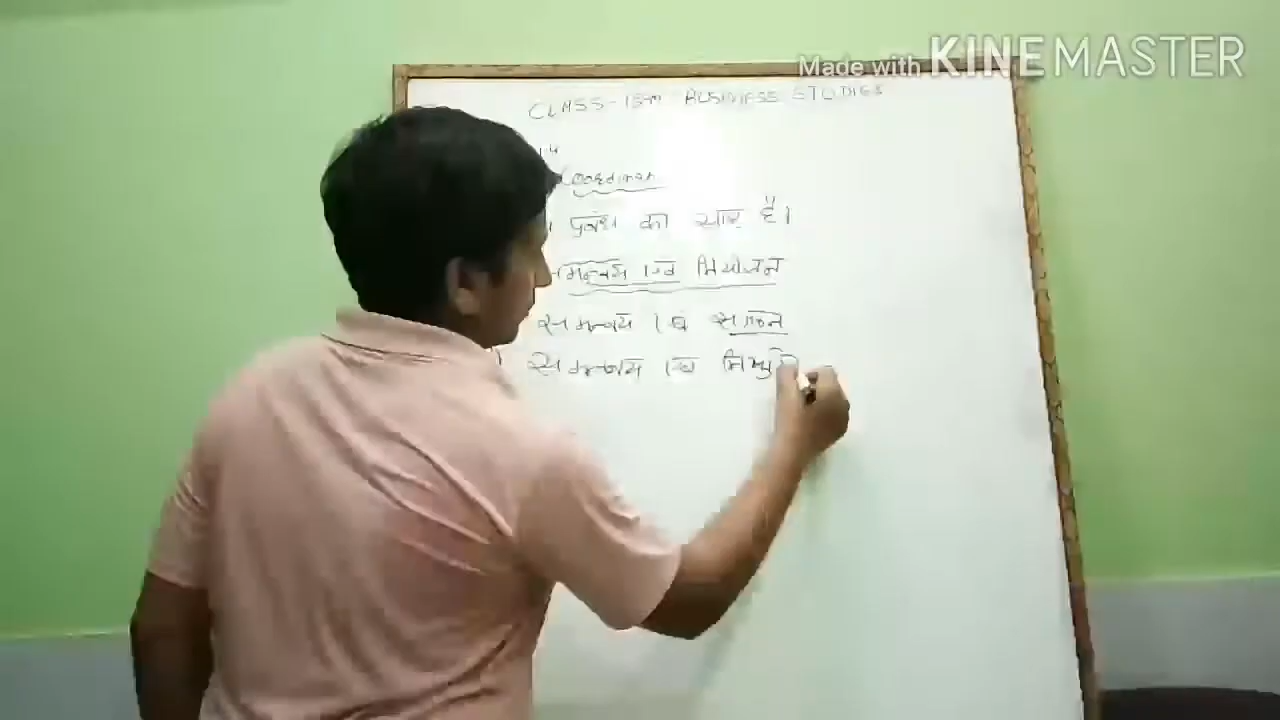 Made with KINEMASTER
CLASS-12th BUSINESS STUDIES
प्रबंध का सार है।
समन्वय एवं नियोजन
समन्वय एवं संगठन
समन्वय एवं